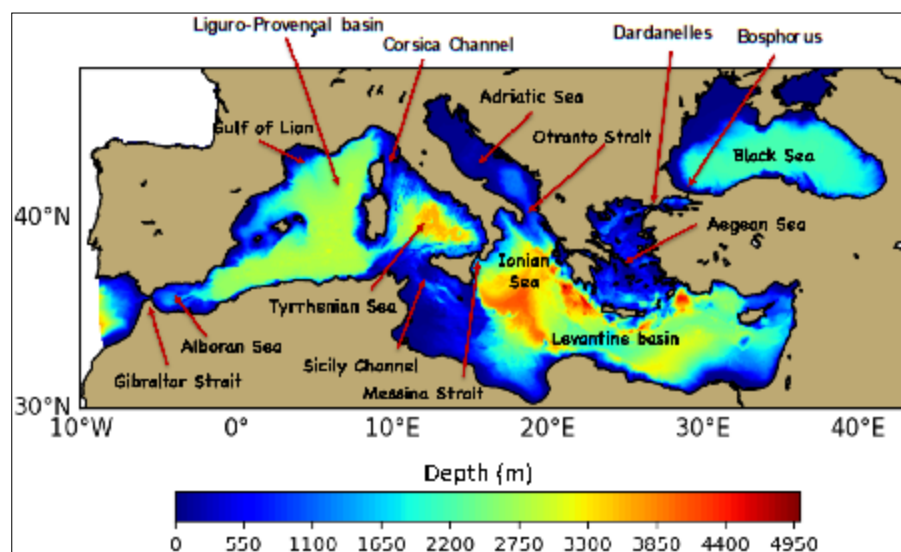 Liguro-Provençal basin
Corsica Channel
Dardanelles
Bosphorus
Adriatic Sea
Gulf of Lion
Otranto Strait
Black Sea
40°N
Aegean Sea
Ionian
Sea
Tyrrhenian Sea
Levantine basin
Alboran Sea
Sicily Channel
Gibraltar Strait
Messina Strait
30°N
10°W 0° 10°E 20°E 30°E 40°E
Depth (m)
0 550 1100 1650 2200 2750 3300 3850 4400 4950